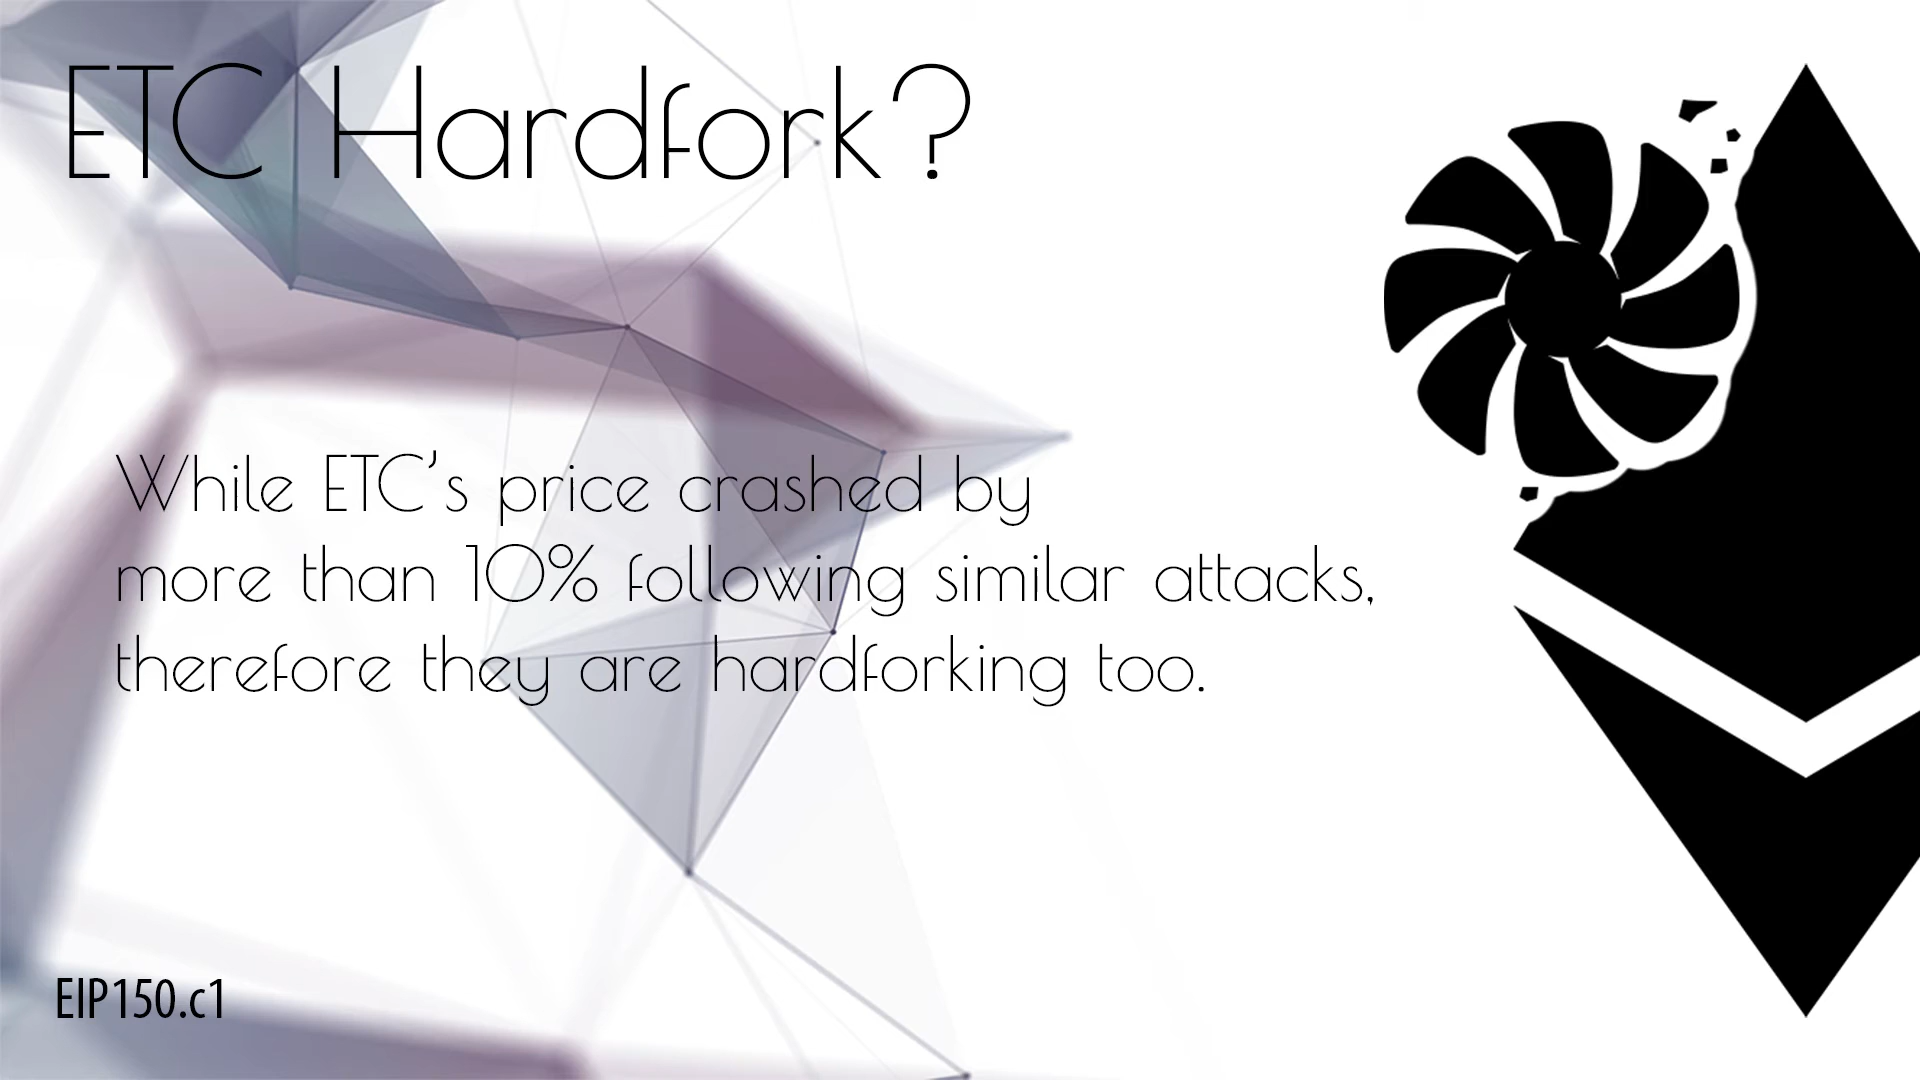 ETC Hardfork?
While ETC’s price crashed by
more than 10% following similar attacks,
therefore they are hardforking too.
EIP150.c1